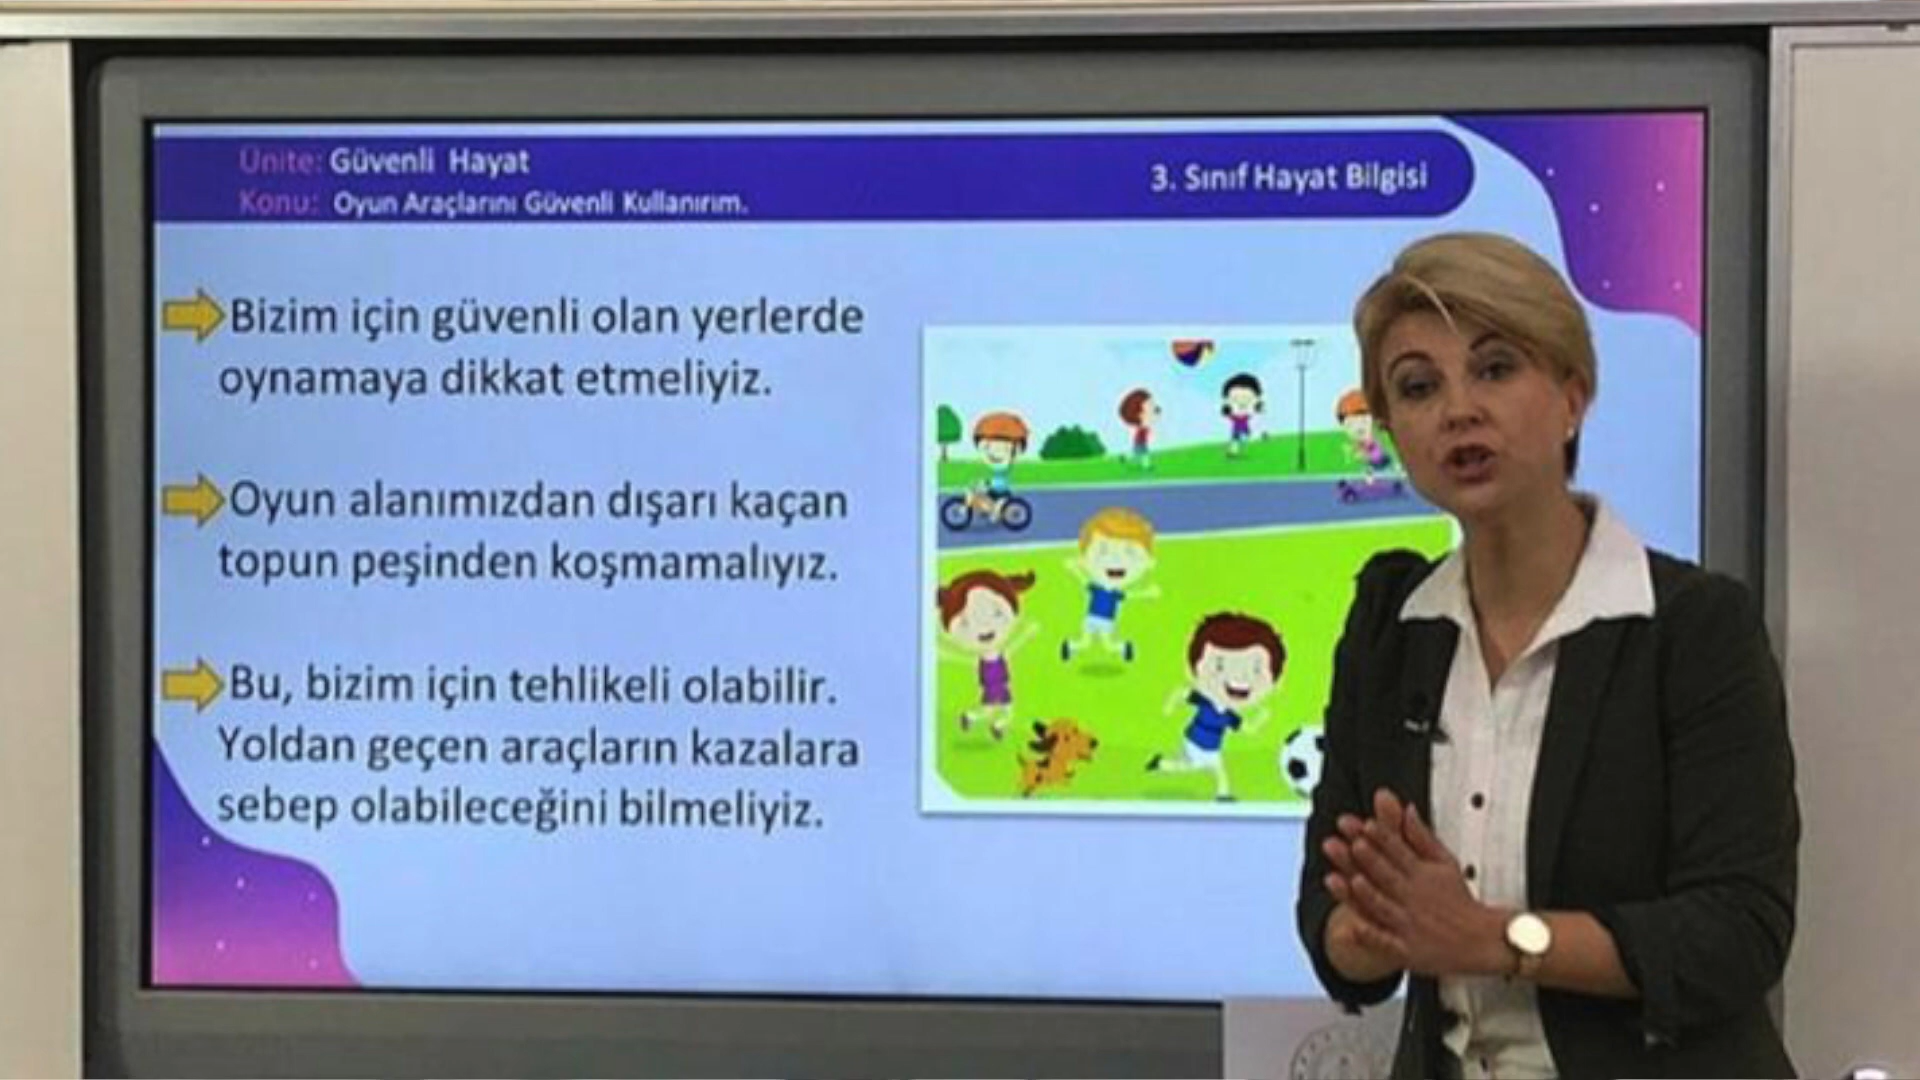 Ünite: Güvenli Hayat
Konu: Oyun Araçlarını Güvenli Kullanırım.
3. Sınıf Hayat Bilgisi
Bizim için güvenli olan yerlerde
oynamaya dikkat etmeliyiz.
Oyun alanımızdan dışarı kaçan
topun peşinden koşmamalıyız.
Bu, bizim için tehlikeli olabilir.
Yoldan geçen araçların kazalara
sebep olabileceğini bilmeliyiz.